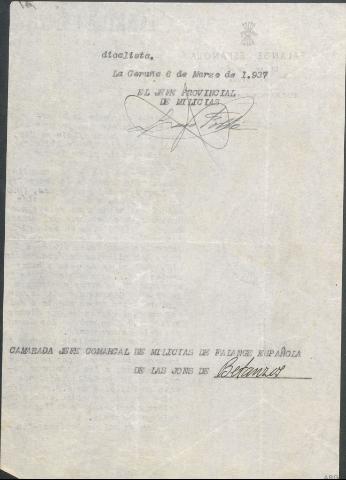 dicalista.
La Coruña 6 de Marzo de 1.937
EL JEFE PROVINCIAL
DE MILICIAS
CAMARADA JEFE COMARCAL DE MILICIAS DE FALANGE ESPAÑOLA
DE LAS JONS DE Betanzos